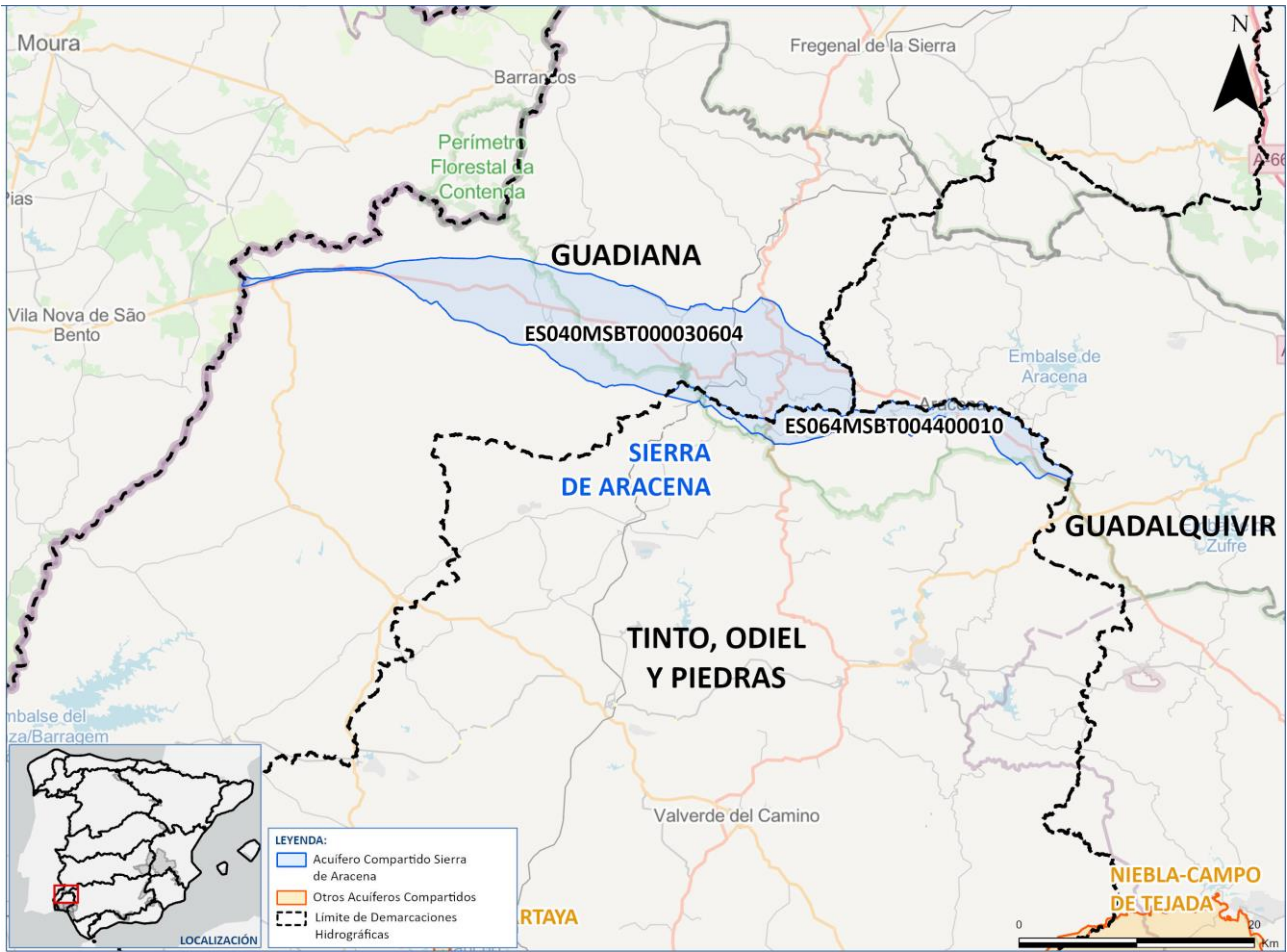 Moura
Fregenal de la Sierra
N
Barrancos
Perímetro
Florestal da
Contenda
A-66
Pias
GUADIANA
Vila Nova de São
Bento
ES040MSBT000030604
Embalse de
Aracena
Aracena
ES064MSBT004400010
SIERRA
DE ARACENA
GUADALQUIVIR
Zufre
TINTO, ODIEL
Y PIEDRAS
mbalse del
za/Barragem
Valverde del Camino
LEYENDA:
Acuífero Compartido Sierra
de Aracena
Otros Acuíferos Compartidos
Límite de Demarcaciones
Hidrográficas
LOCALIZACIÓN
ARTAYA
NIEBLA-CAMPO
DE TEJADA
0 20
Km